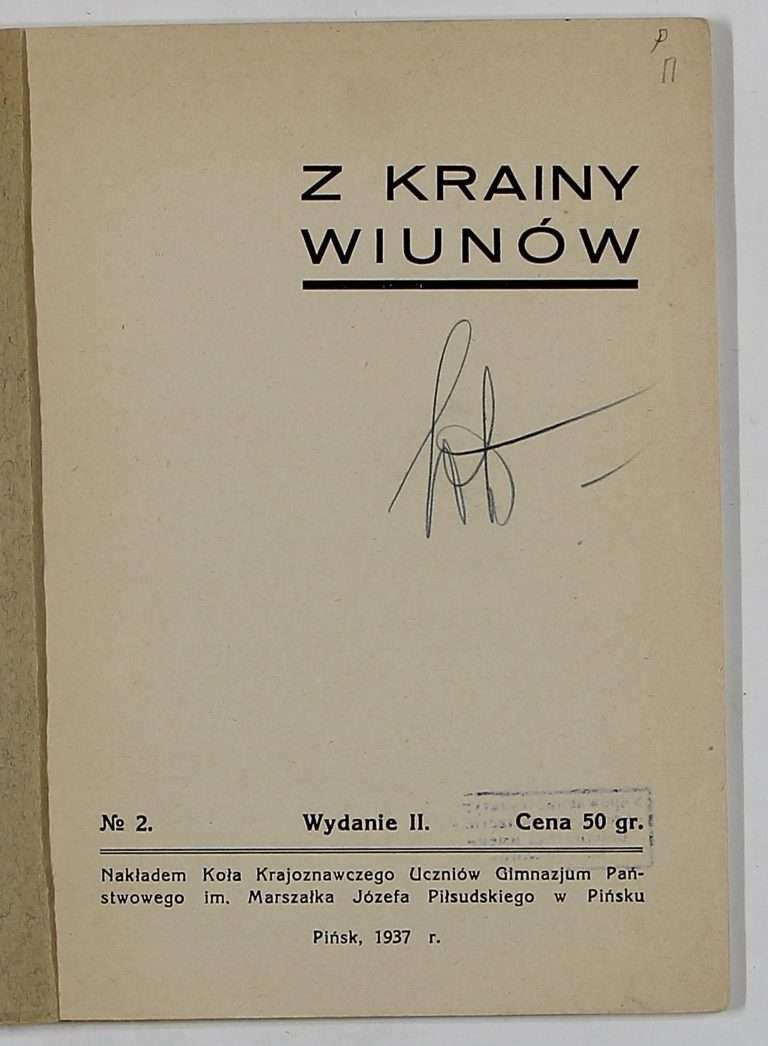 Z KRAINY
WIUNÓW
№ 2. Wydanie II. Cena 50 gr.
Nakładem Koła Krajoznawczego Uczniów Gimnazjum Pań-
stwowego im. Marszałka Józefa Piłsudskiego w Pińsku
Pińsk, 1937 r.